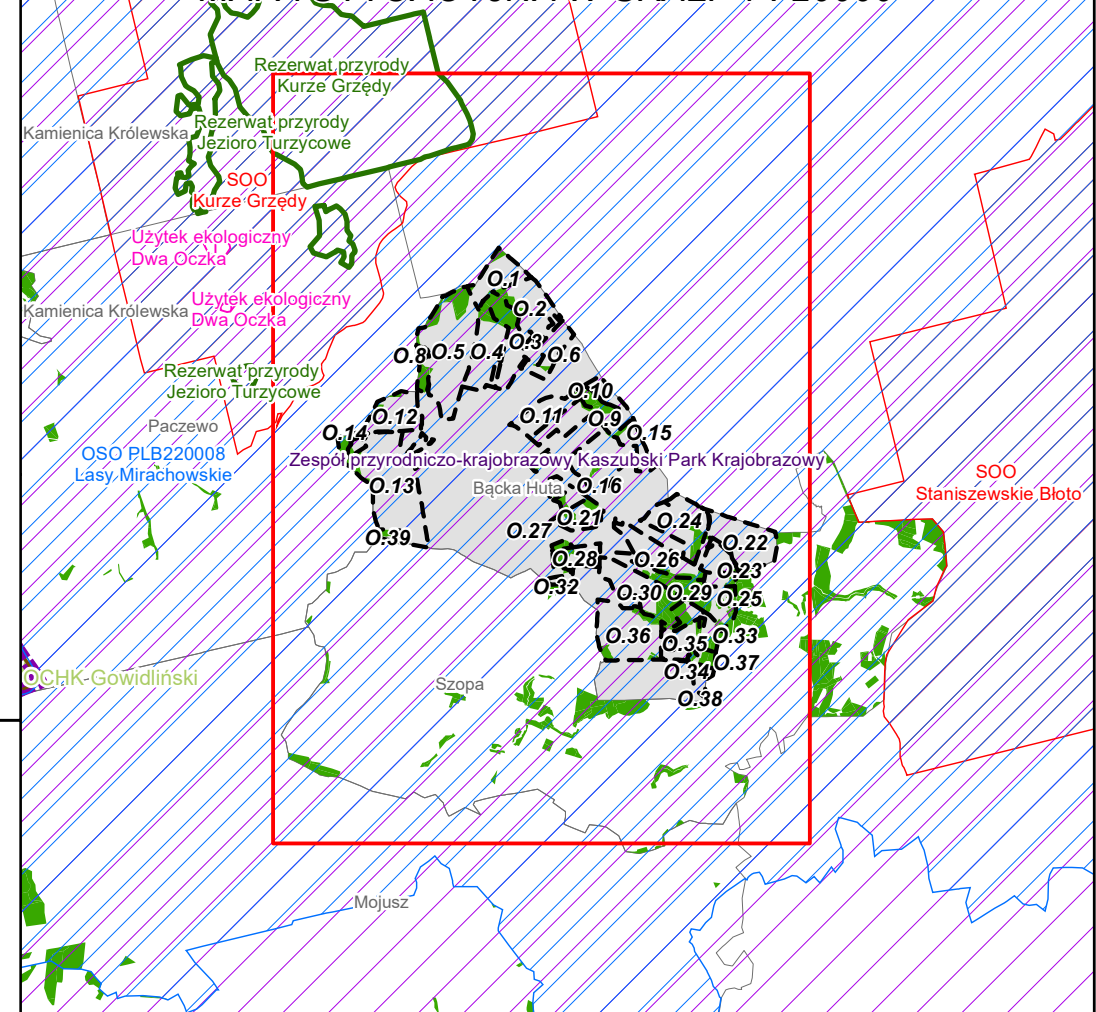 Rezerwat przyrody
Kurze Grzędy
Rezerwat przyrody
Jezioro Turzycowe
Kamienica Królewska
SOO
Kurze Grzędy
Użytek ekologiczny
Dwa Oczka
Użytek ekologiczny
Dwa Oczka
Kamienica Królewska
O.1
O.2
O.3
O.4
O.5
O.8
O.6
Rezerwat przyrody
Jezioro Turzycowe
O.10
O.12
O.11
O.9
O.14
O.15
Paczewo
OSO PLB220008
Lasy Mirachowskie
Zespół przyrodniczo-krajobrazowy Kaszubski Park Krajobrazowy
SOO
Staniszewskie Błoto
O.13
Bącka Huta
O.16
O.21
O.24
O.27
O.39
O.22
O.28
O.26
O.23
O.32
O.30
O.29
O.25
O.36
O.35
O.33
O.37
O.34
O.38
OCHK Gowidliński
Szopa
Mojusz